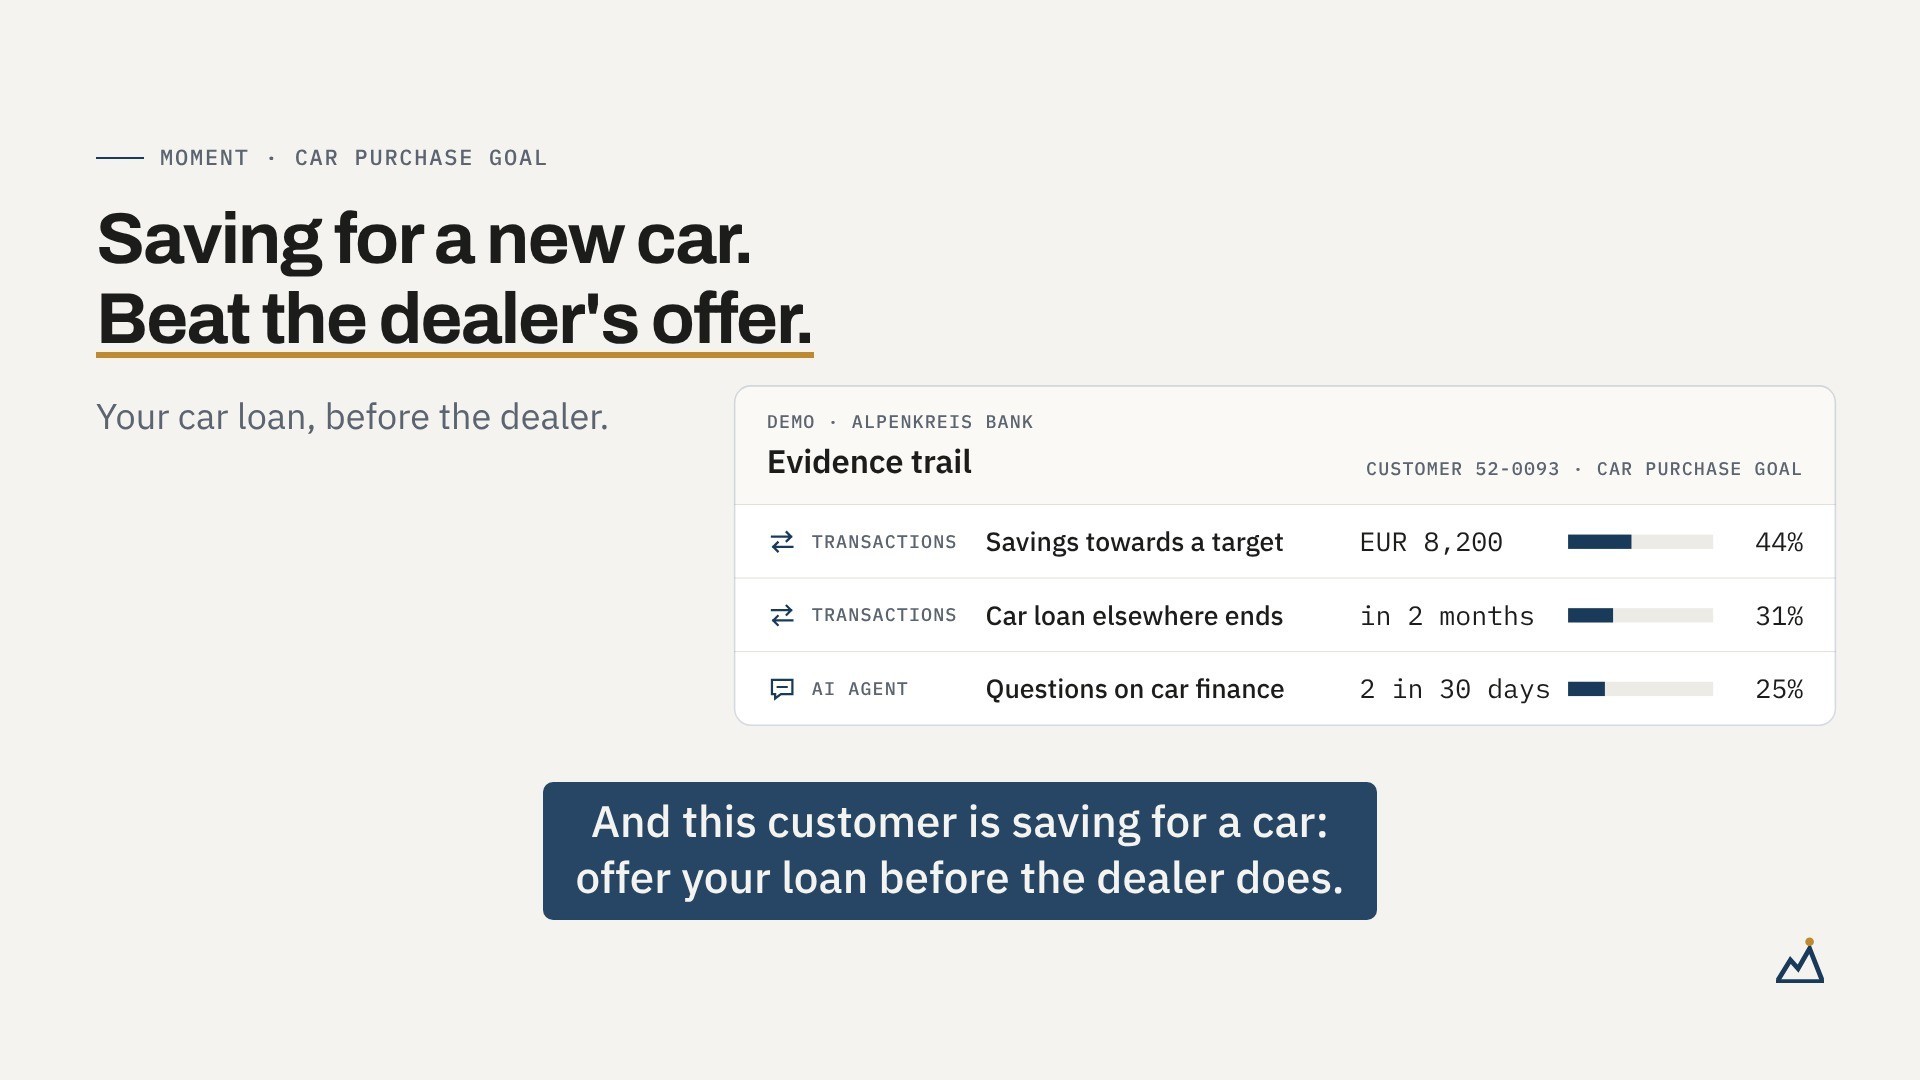 MOMENT · CAR PURCHASE GOAL
Saving for a new car.
Beat the dealer's offer.
Your car loan, before the dealer.
DEMO · ALPENKREIS BANK
Evidence trail
CUSTOMER 52-0093 · CAR PURCHASE GOAL
TRANSACTIONS Savings towards a target EUR 8,200 44%
TRANSACTIONS Car loan elsewhere ends in 2 months 31%
AI AGENT Questions on car finance 2 in 30 days 25%
And this customer is saving for a car:
offer your loan before the dealer does.